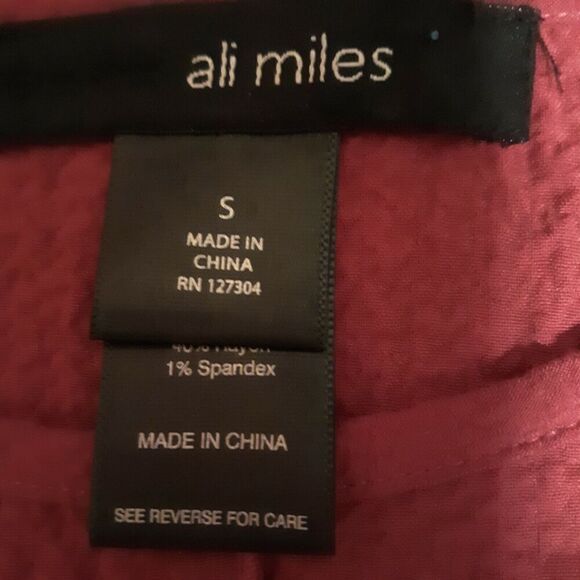 ali miles
S
MADE IN
CHINA
RN 127304
1% Spandex
MADE IN CHINA
SEE REVERSE FOR CARE